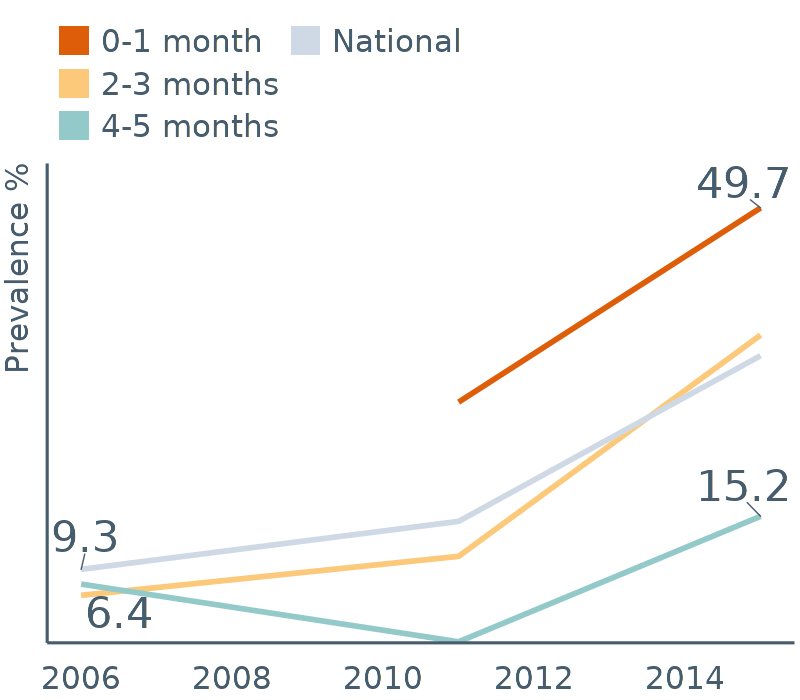 0-1 month
National
2-3 months
4-5 months
Prevalence %
49.7
15.2
9.3
6.4
2006 2008 2010 2012 2014